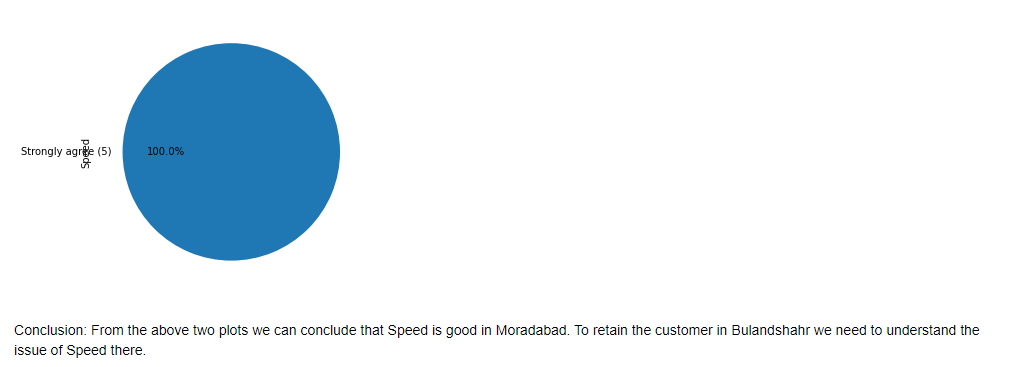 Strongly agree (5)
Speed
100.0%
Conclusion: From the above two plots we can conclude that Speed is good in Moradabad. To retain the customer in Bulandshahr we need to understand the
issue of Speed there.